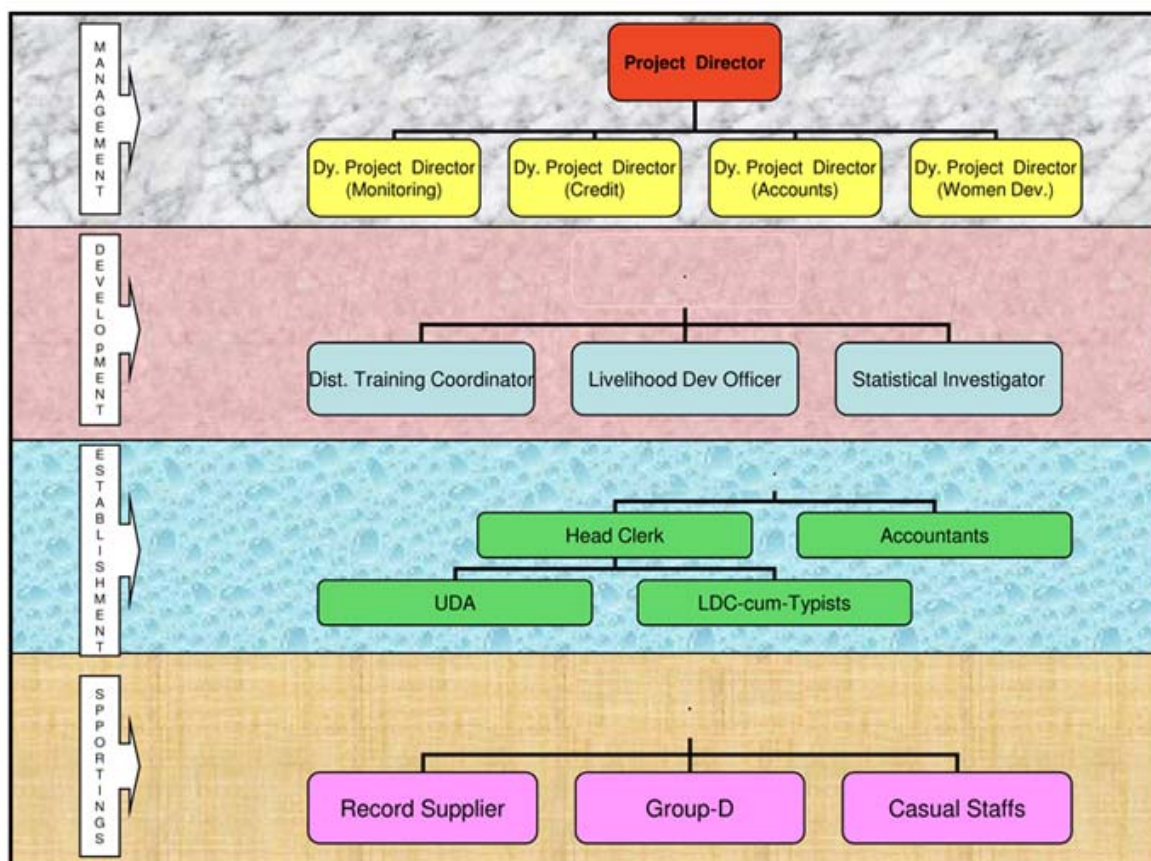 MANAGEMENT
Project Director
Dy. Project Director
(Monitoring)
Dy. Project Director
(Credit)
Dy. Project Director
(Accounts)
Dy. Project Director
(Women Dev.)
DEVELOPMENT
.
Dist. Training Coordinator
Livelihood Dev Officer
Statistical Investigator
ESTABLISHMENT
.
Head Clerk
Accountants
UDA
LDC-cum-Typists
SPPORTINGS
.
Record Supplier
Group-D
Casual Staffs